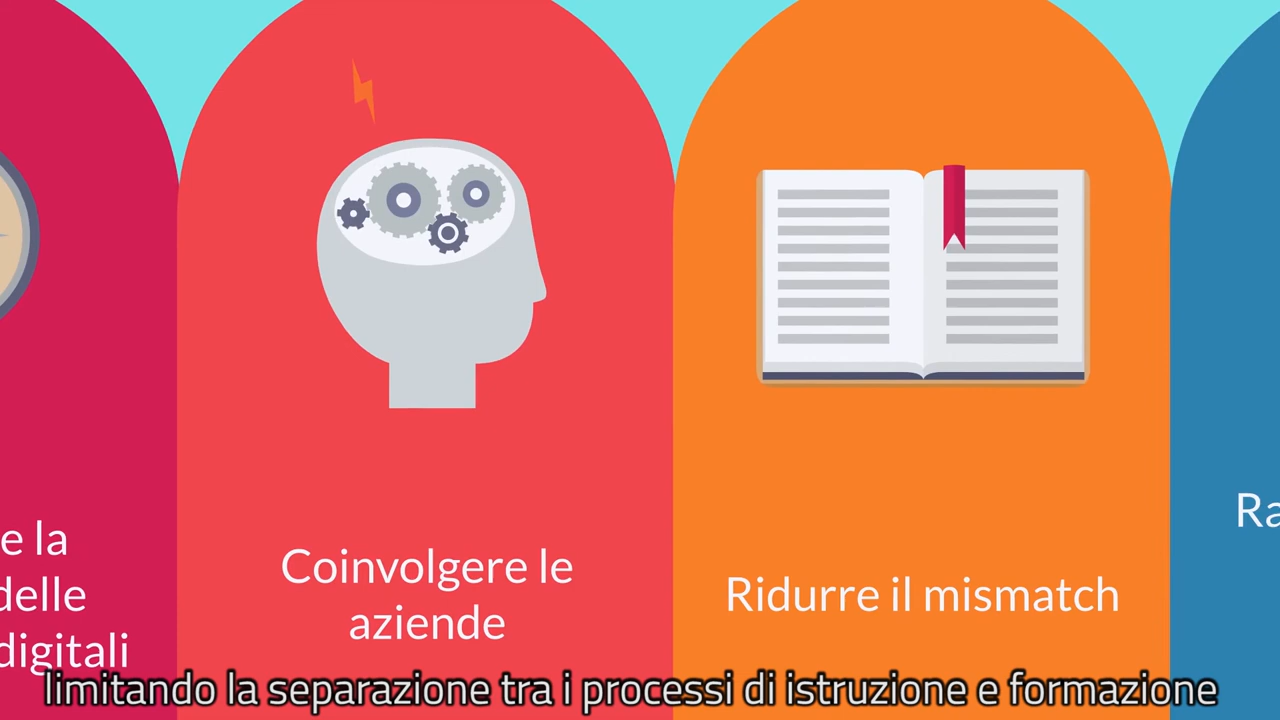 e la
delle
digitali
Coinvolgere le
aziende
Ridurre il mismatch
Ra
limitando la separazione tra i processi di istruzione e formazione